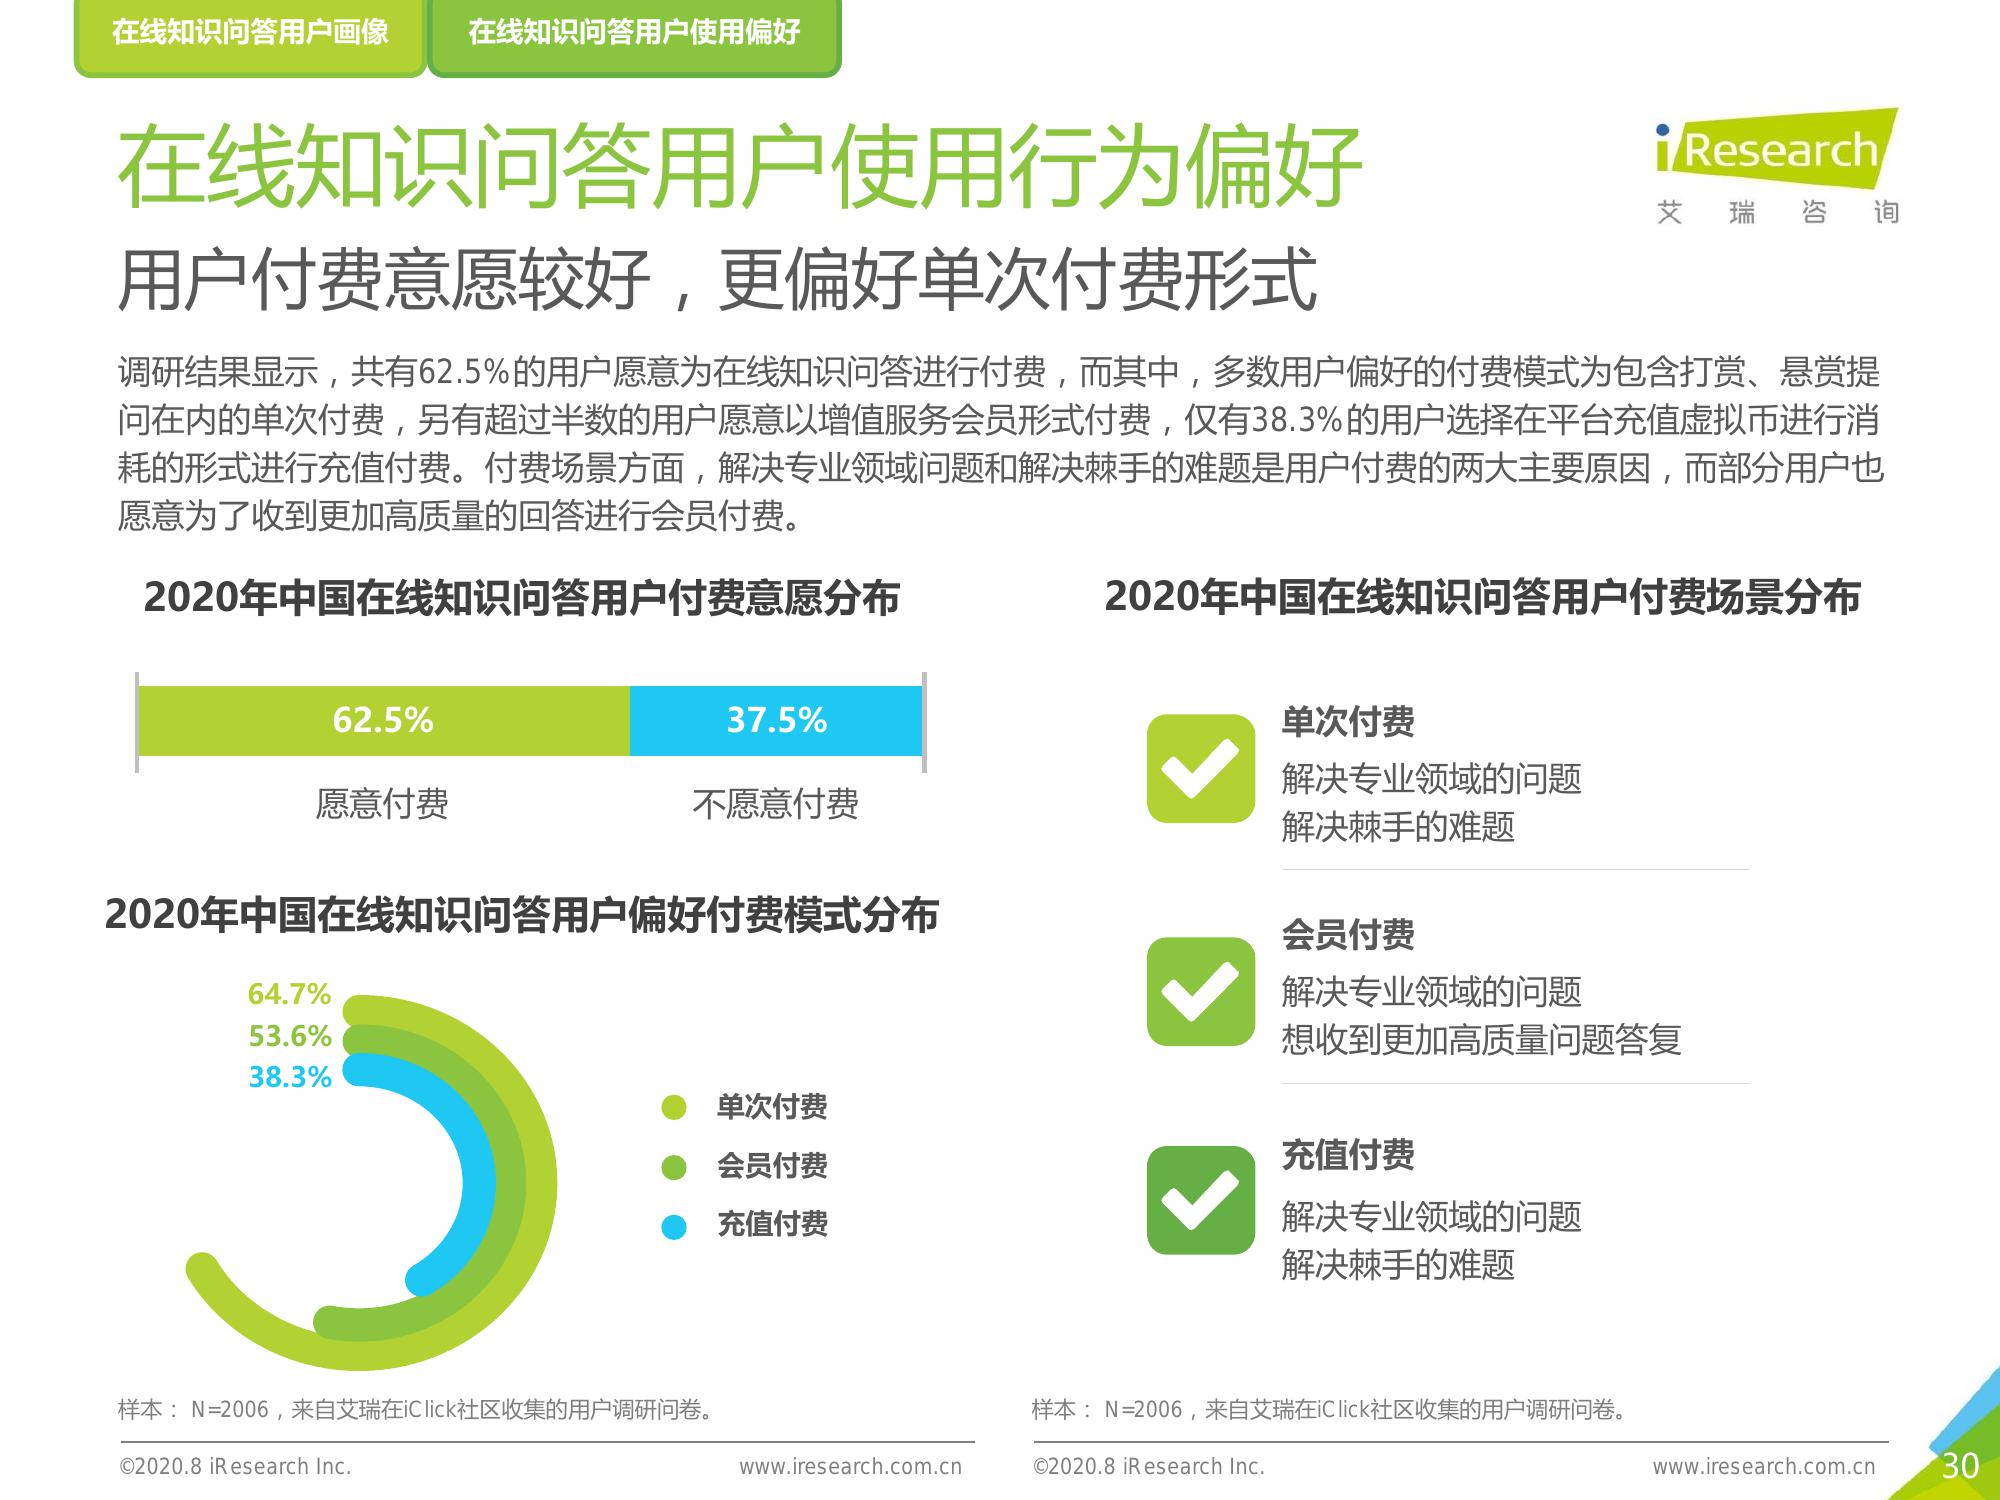 在线知识问答用户画像
在线知识问答用户使用偏好
在线知识问答用户使用行为偏好
iResearch
艾瑞咨询
用户付费意愿较好，更偏好单次付费形式
调研结果显示，共有62.5%的用户愿意为在线知识问答进行付费，而其中，多数用户偏好的付费模式为包含打赏、悬赏提
问在内的单次付费，另有超过半数的用户愿意以增值服务会员形式付费，仅有38.3%的用户选择在平台充值虚拟币进行消
耗的形式进行充值付费。付费场景方面，解决专业领域问题和解决棘手的难题是用户付费的两大主要原因，而部分用户也
愿意为了收到更加高质量的回答进行会员付费。
2020年中国在线知识问答用户付费意愿分布
62.5%
37.5%
愿意付费
不愿意付费
2020年中国在线知识问答用户偏好付费模式分布
64.7%
53.6%
38.3%
单次付费
会员付费
充值付费
样本：N=2006，来自艾瑞在iClick社区收集的用户调研问卷。
©2020.8 iResearch Inc.
www.iresearch.com.cn
2020年中国在线知识问答用户付费场景分布
单次付费
解决专业领域的问题
解决棘手的难题
会员付费
解决专业领域的问题
想收到更加高质量问题答复
充值付费
解决专业领域的问题
解决棘手的难题
样本：N=2006，来自艾瑞在iClick社区收集的用户调研问卷。
©2020.8 iResearch Inc.
www.iresearch.com.cn
30